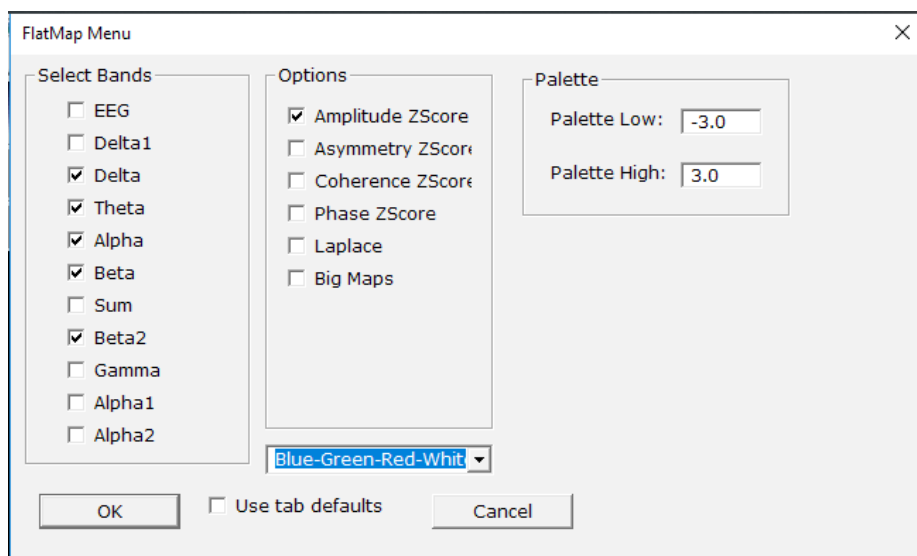 FlatMap Menu
Select Bands
EEG
Delta1
Delta
Theta
Alpha
Beta
Sum
Beta2
Gamma
Alpha1
Alpha2
Options
Amplitude ZScore
Asymmetry ZScore
Coherence ZScore
Phase ZScore
Laplace
Big Maps
Blue-Green-Red-White
Palette
Palette Low: -3.0
Palette High: 3.0
OK
Use tab defaults
Cancel